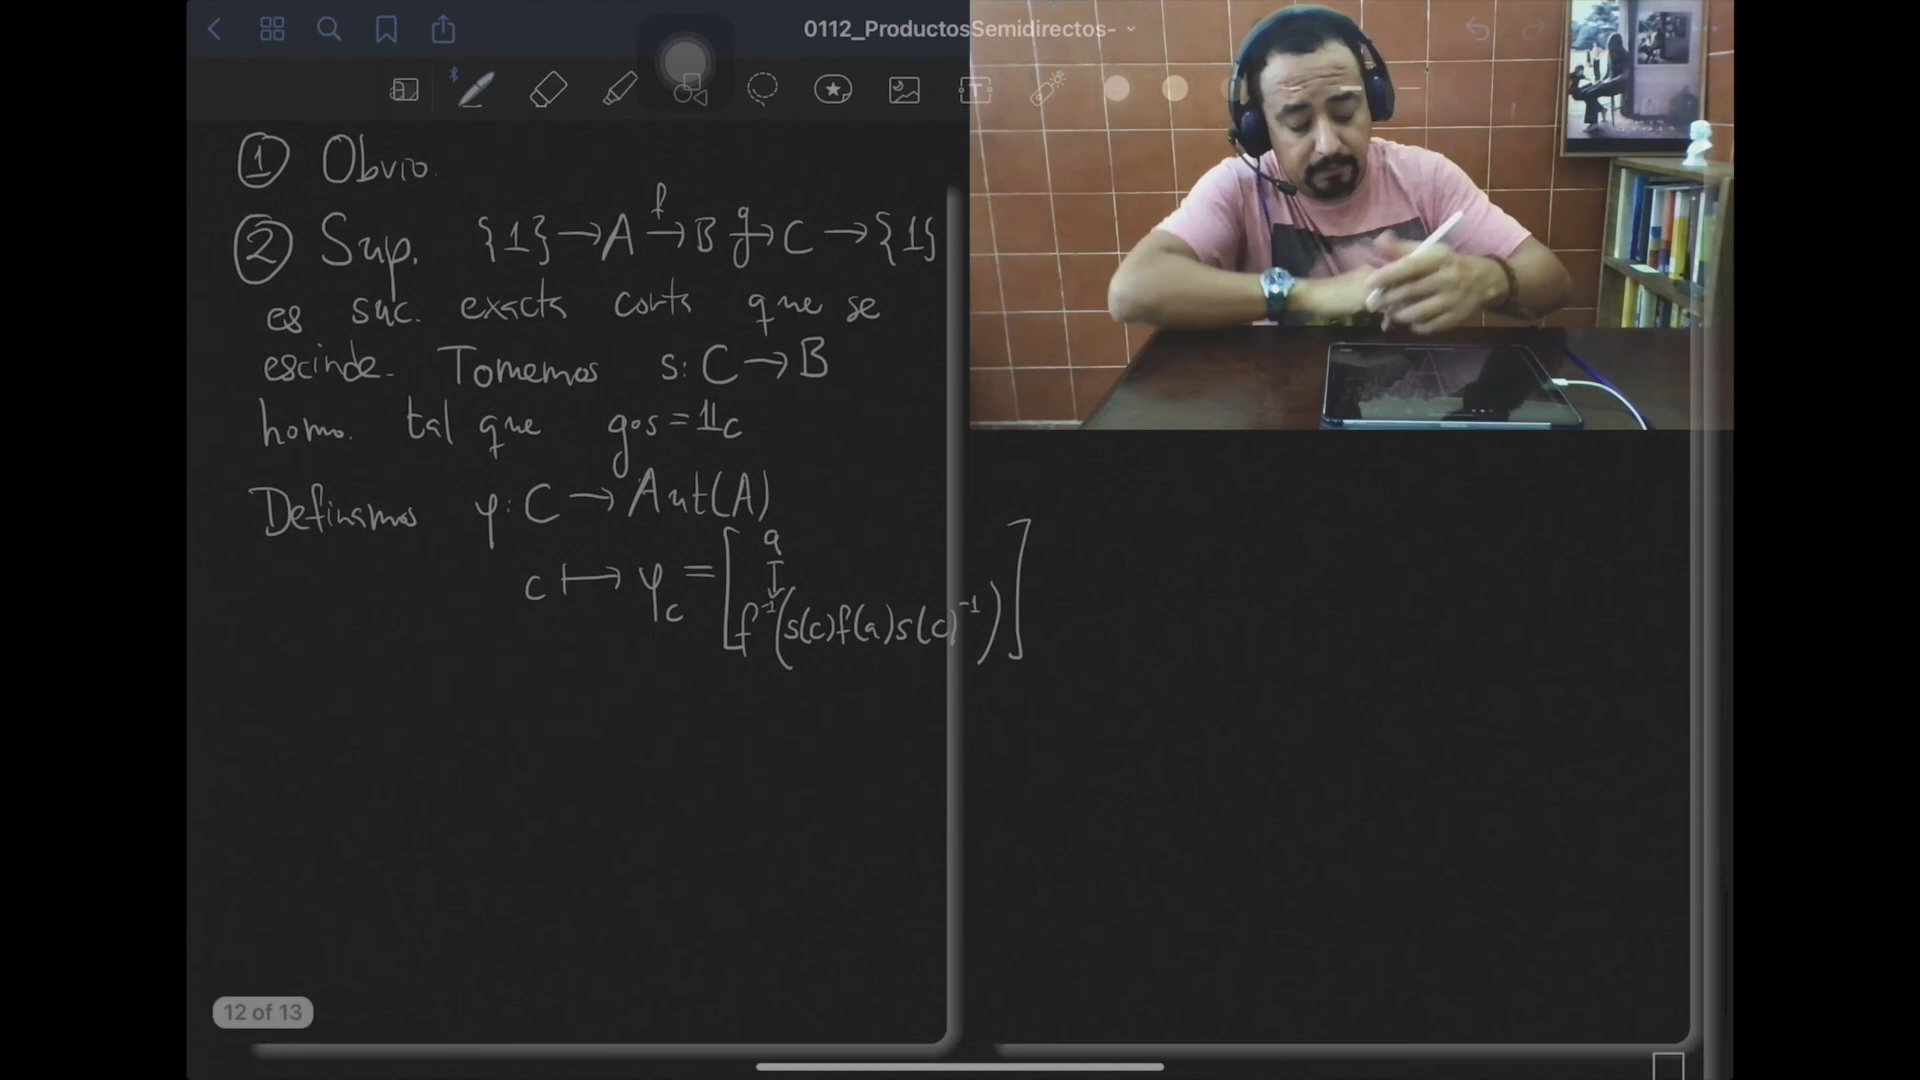 0112_ProductosSemidirectos-
① Obvio.
② Sup. {1} → A →^f B →^g C → {1}
es suc. exacta corta que se
escinde. Tomemos s: C → B
homo. tal que g∘s = 1_C
Definamos φ: C → Aut(A)
c ↦ φ_c = [ a
↦
f⁻¹(s(c)f(a)s(c)⁻¹) ]
12 of 13